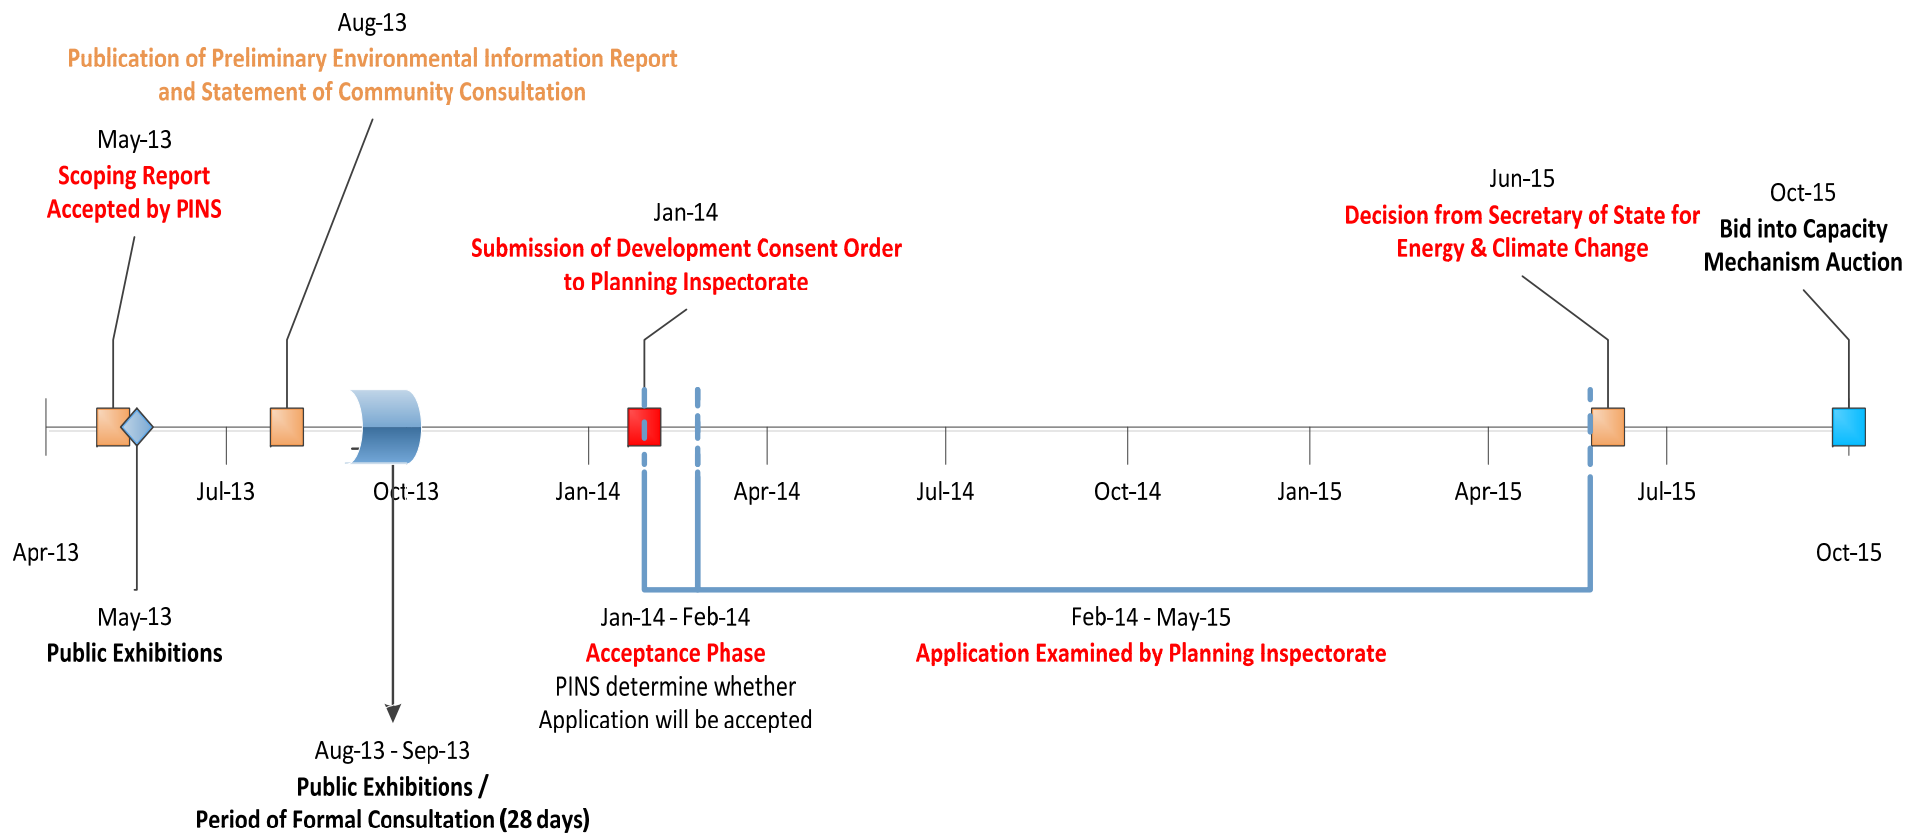 Aug-13
Publication of Preliminary Environmental Information Report
and Statement of Community Consultation
May-13
Scoping Report
Accepted by PINS
Jan-14
Submission of Development Consent Order
to Planning Inspectorate
Jun-15
Decision from Secretary of State for
Energy & Climate Change
Oct-15
Bid into Capacity
Mechanism Auction
Jul-13
Oct-13
Jan-14
Apr-14
Jul-14
Oct-14
Jan-15
Apr-15
Jul-15
Apr-13
Oct-15
May-13
Public Exhibitions
Jan-14 - Feb-14
Acceptance Phase
PINS determine whether
Application will be accepted
Feb-14 - May-15
Application Examined by Planning Inspectorate
Aug-13 - Sep-13
Public Exhibitions /
Period of Formal Consultation (28 days)